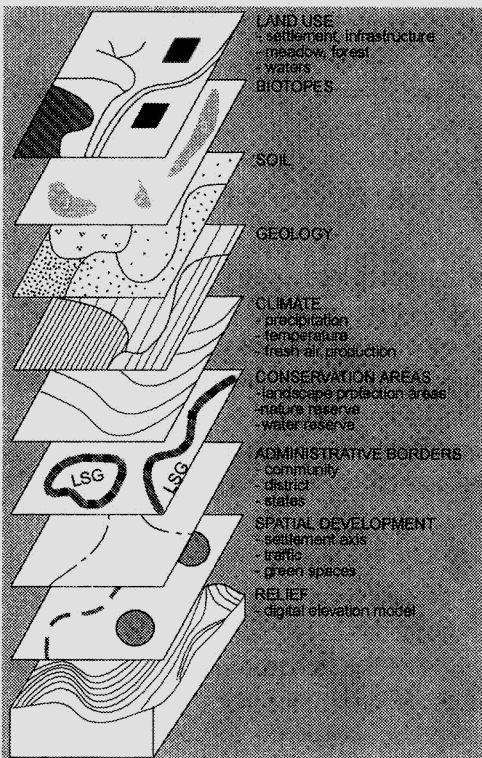 LAND USE
- settlement, infrastructure
- meadow, forest
- waters
BIOTOPES
SOIL
GEOLOGY
CLIMATE
- precipitation
- temperature
- fresh air production
CONSERVATION AREAS
-landscape protection areas
-nature reserve
- water reserve
ADMINISTRATIVE BORDERS
- community
- district
- states
LSG
LSG
SPATIAL DEVELOPMENT
- settlement axis
- traffic
- green spaces
RELIEF
- digital elevation model